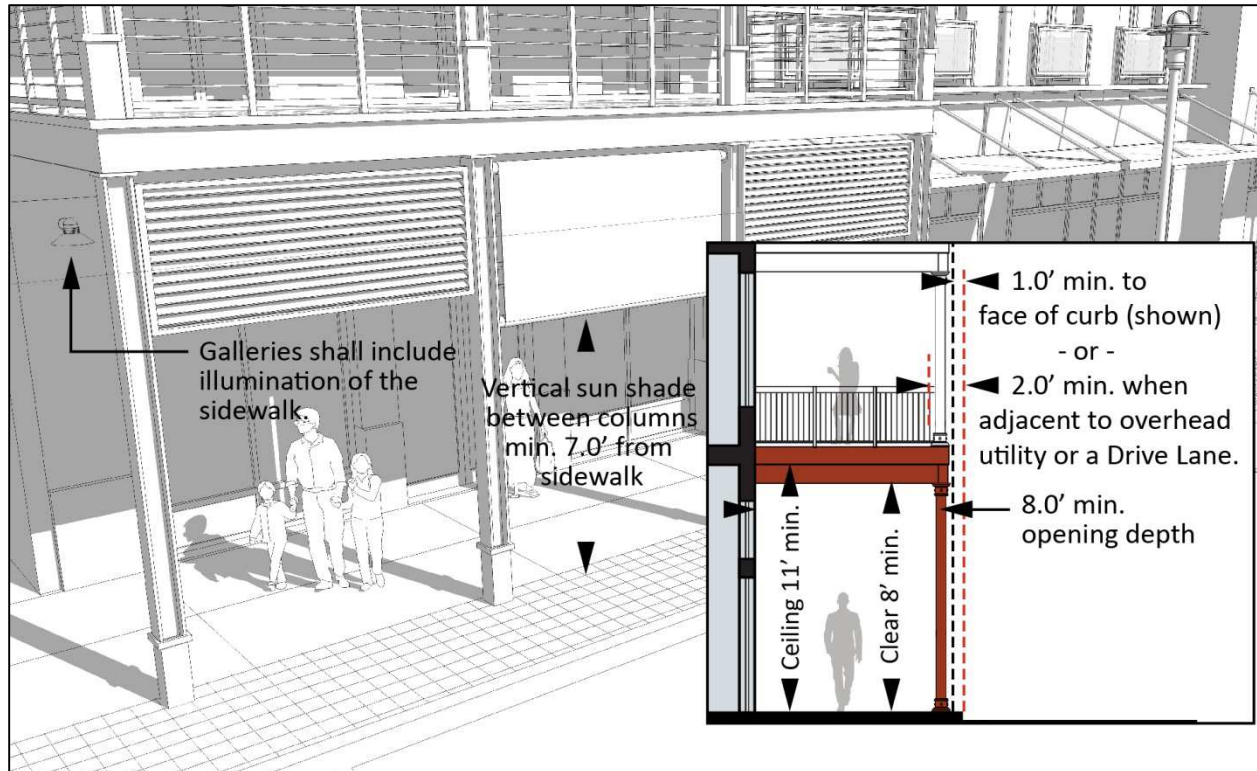 Galleries shall include
illumination of the
sidewalk.
Vertical sun shade
between columns
min. 7.0’ from
sidewalk
1.0’ min. to
face of curb (shown)
- or -
2.0’ min. when
adjacent to overhead
utility or a Drive Lane.
8.0’ min.
opening depth
Ceiling 11’ min.
Clear 8’ min.